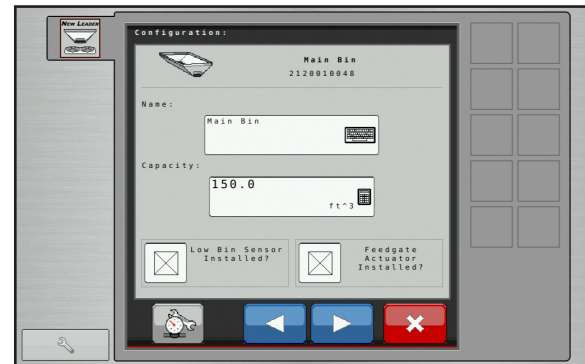 New Leader
Configuration:
Main Bin
2120010048
Name:
Main Bin
Capacity:
150.0
ft^3
Low Bin Sensor
Installed?
Feedgate
Actuator
Installed?